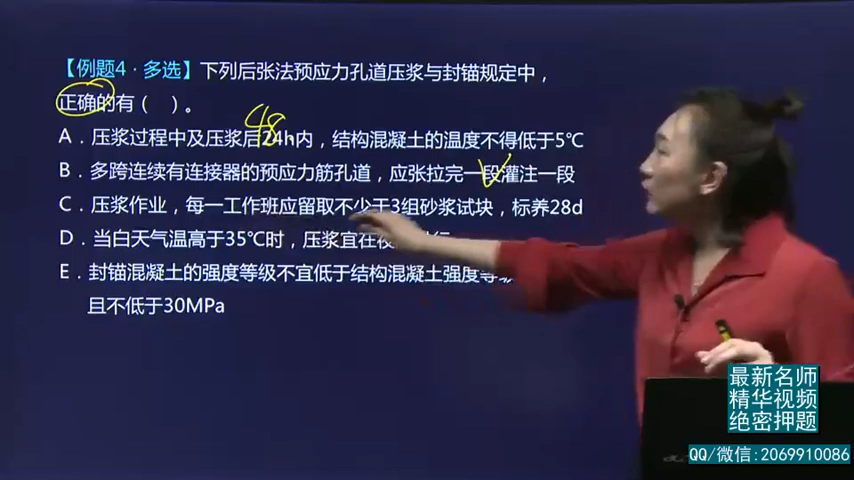 【例题4·多选】下列后张法预应力孔道压浆与封锚规定中，
正确的有（ ）。
48
A．压浆过程中及压浆后24h内，结构混凝土的温度不得低于5℃
B．多跨连续有连接器的预应力筋孔道，应张拉完一段灌注一段
C．压浆作业，每一工作班应留取不少于3组砂浆试块，标养28d
D．当白天气温高于35℃时，压浆宜在夜
E．封锚混凝土的强度等级不宜低于结构混凝土强度等
且不低于30MPa
最新名师
精华视频
绝密押题
QQ/微信:2069910086